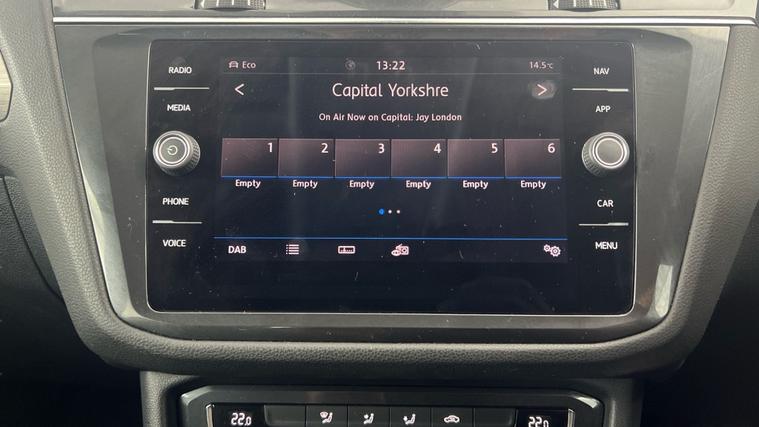 RADIO
MEDIA
PHONE
VOICE
Eco 13:22 14.5°C
< Capital Yorkshre >
On Air Now on Capital: Jay London
1 2 3 4 5 6
Empty Empty Empty Empty Empty Empty
DAB
NAV
APP
CAR
MENU
22.0 22.0